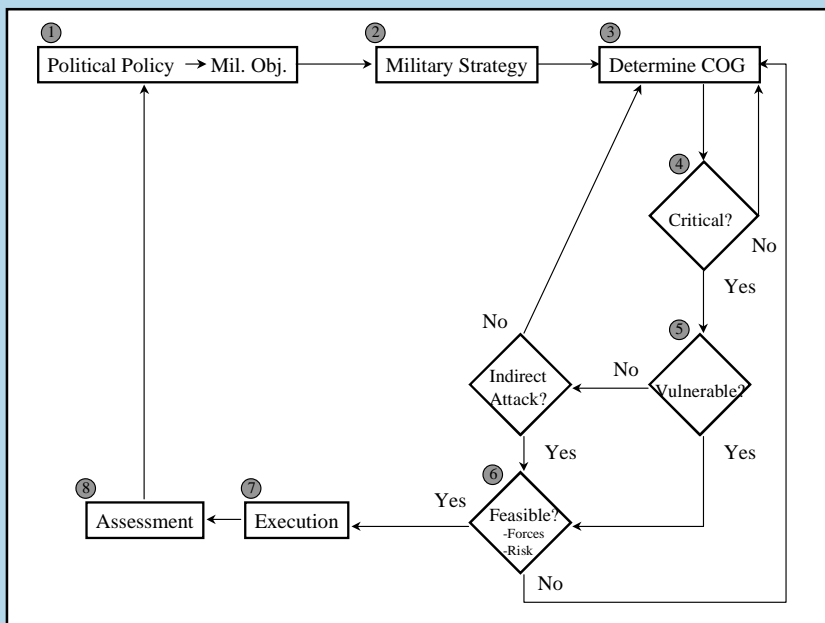 1
Political Policy → Mil. Obj.
2
Military Strategy
3
Determine COG
4
Critical?
No
Yes
5
Vulnerable?
No
Yes
Indirect
Attack?
No
Yes
6
Feasible?
-Forces
-Risk
Yes
No
7
Execution
8
Assessment